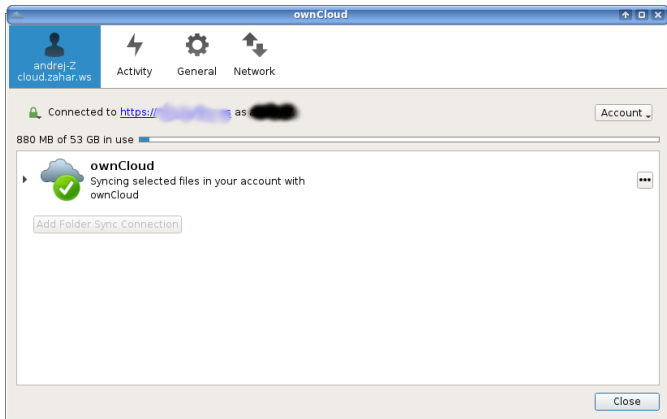 ownCloud
andrej-Z
cloud.zahar.ws
Activity
General
Network
Connected to https:// as
Account
880 MB of 53 GB in use
ownCloud
Syncing selected files in your account with
ownCloud
Add Folder Sync Connection
Close